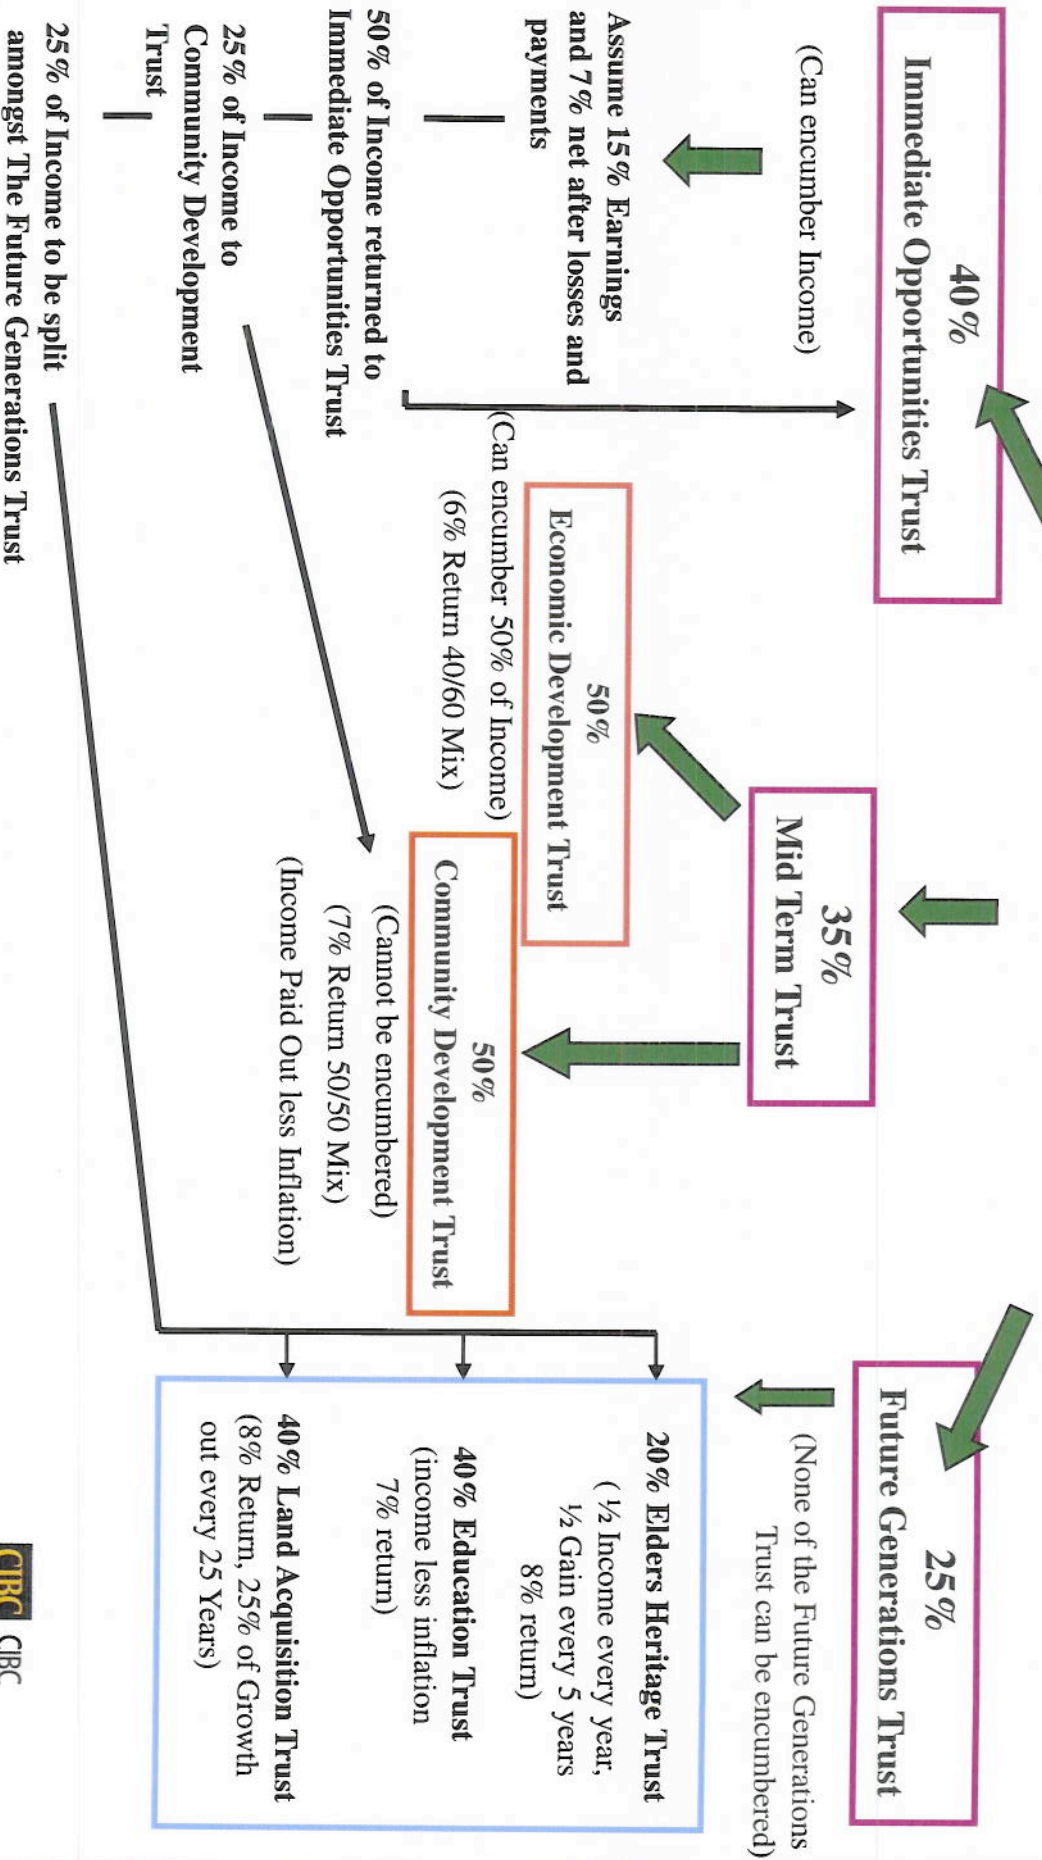 40%
Immediate Opportunities Trust
(Can encumber Income)
Assume 15% Earnings
and 7% net after losses and
payments
50% of Income returned to
Immediate Opportunities Trust
25% of Income to
Community Development
Trust
25% of Income to be split
amongst The Future Generations Trust
35%
Mid Term Trust
50%
Economic Development Trust
(Can encumber 50% of Income)
(6% Return 40/60 Mix)
50%
Community Development Trust
(Cannot be encumbered)
(7% Return 50/50 Mix)
(Income Paid Out less Inflation)
25%
Future Generations Trust
(None of the Future Generations
Trust can be encumbered)
20% Elders Heritage Trust
( ½ Income every year,
½ Gain every 5 years
8% return)
40% Education Trust
(income less inflation
7% return)
40% Land Acquisition Trust
(8% Return, 25% of Growth
out every 25 Years)
CIBC CIBC